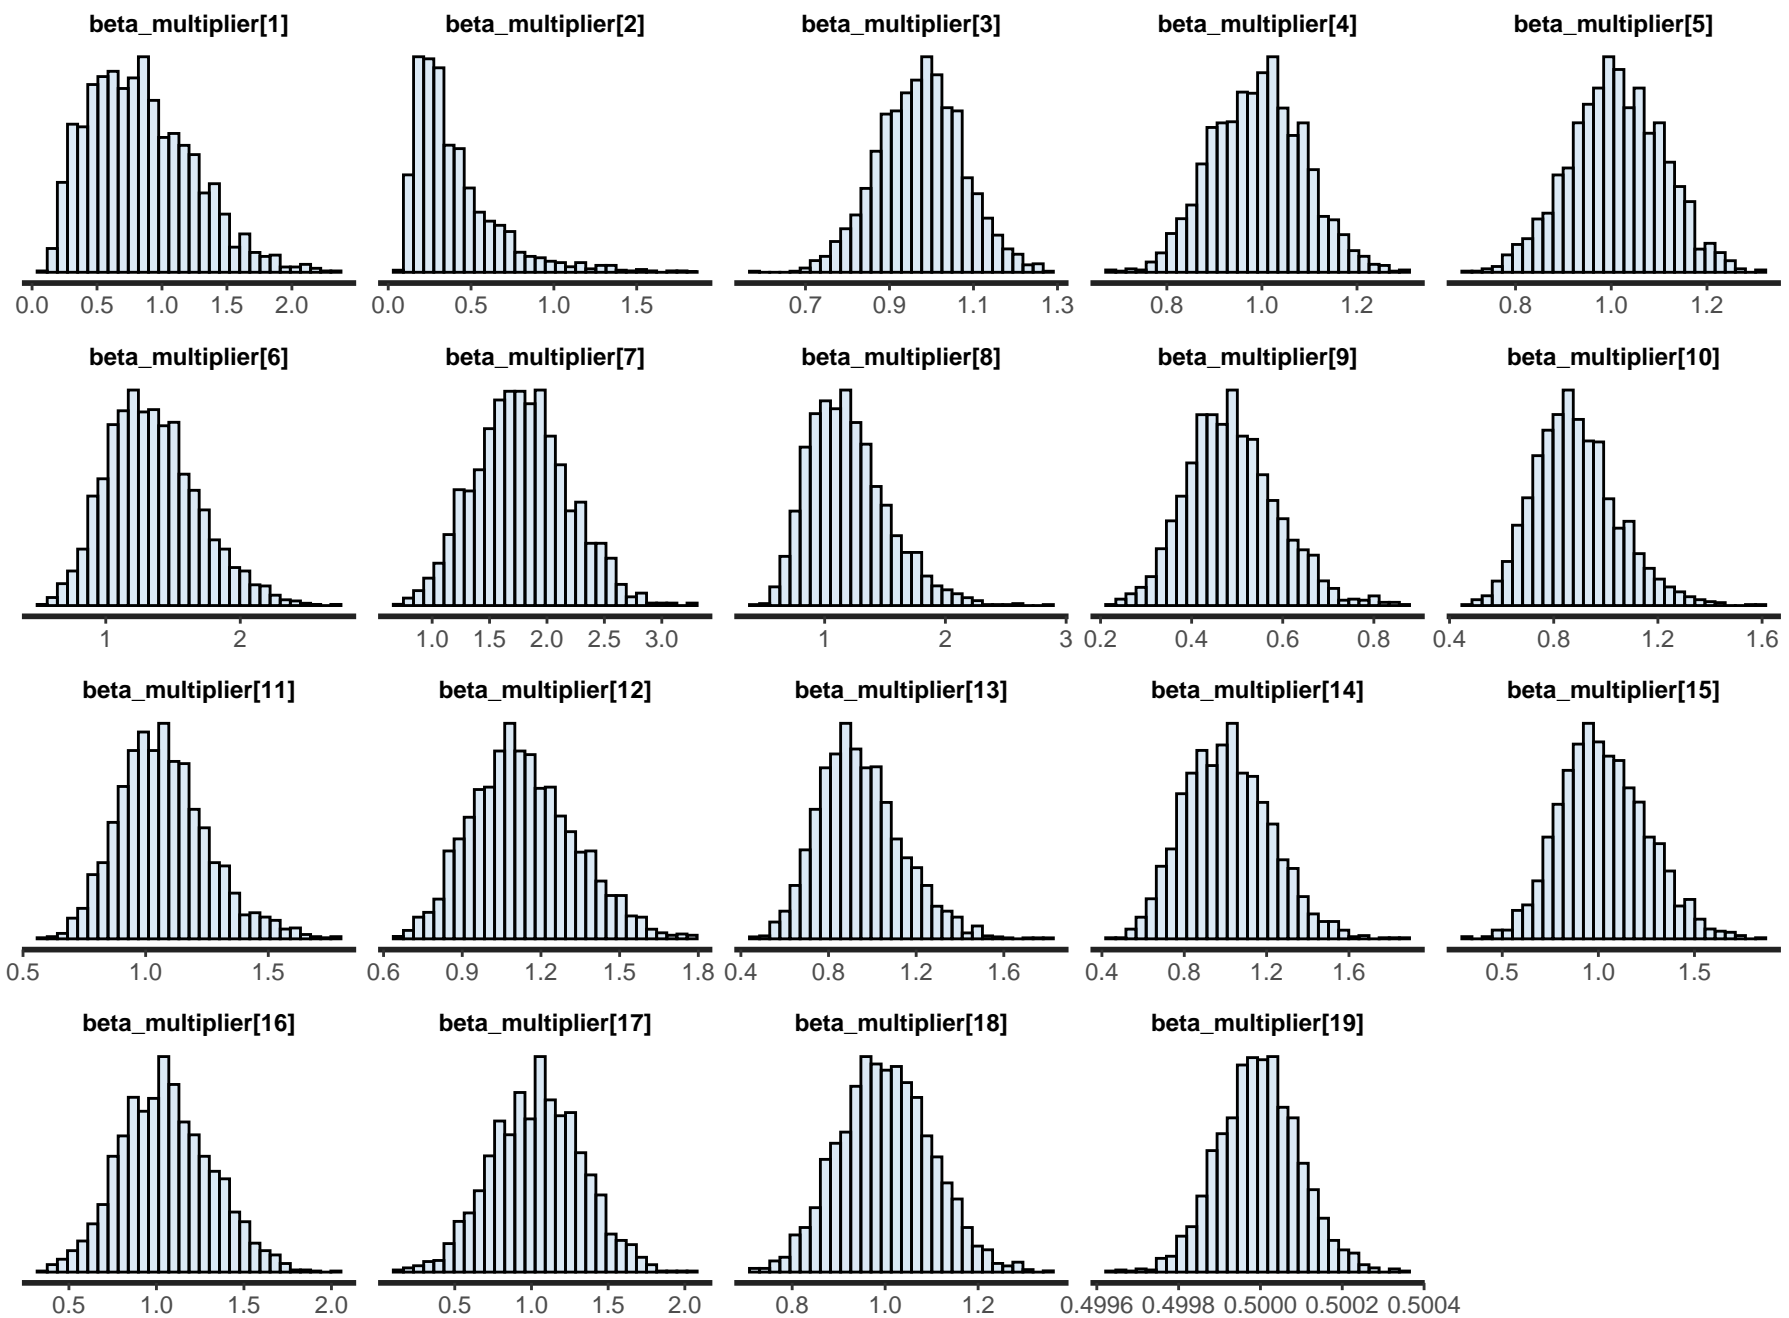 beta_multiplier[1] beta_multiplier[2] beta_multiplier[3] beta_multiplier[4] beta_multiplier[5]
0.0 0.5 1.0 1.5 2.0 0.0 0.5 1.0 1.5 0.7 0.9 1.1 1.3 0.8 1.0 1.2 0.8 1.0 1.2
beta_multiplier[6] beta_multiplier[7] beta_multiplier[8] beta_multiplier[9] beta_multiplier[10]
1 2 1.0 1.5 2.0 2.5 3.0 1 2 3 0.2 0.4 0.6 0.8 0.4 0.8 1.2 1.6
beta_multiplier[11] beta_multiplier[12] beta_multiplier[13] beta_multiplier[14] beta_multiplier[15]
0.5 1.0 1.5 0.6 0.9 1.2 1.5 1.8 0.4 0.8 1.2 1.6 0.4 0.8 1.2 1.6 0.5 1.0 1.5
beta_multiplier[16] beta_multiplier[17] beta_multiplier[18] beta_multiplier[19]
0.5 1.0 1.5 2.0 0.5 1.0 1.5 2.0 0.8 1.0 1.2 0.4996 0.4998 0.5000 0.5002 0.5004